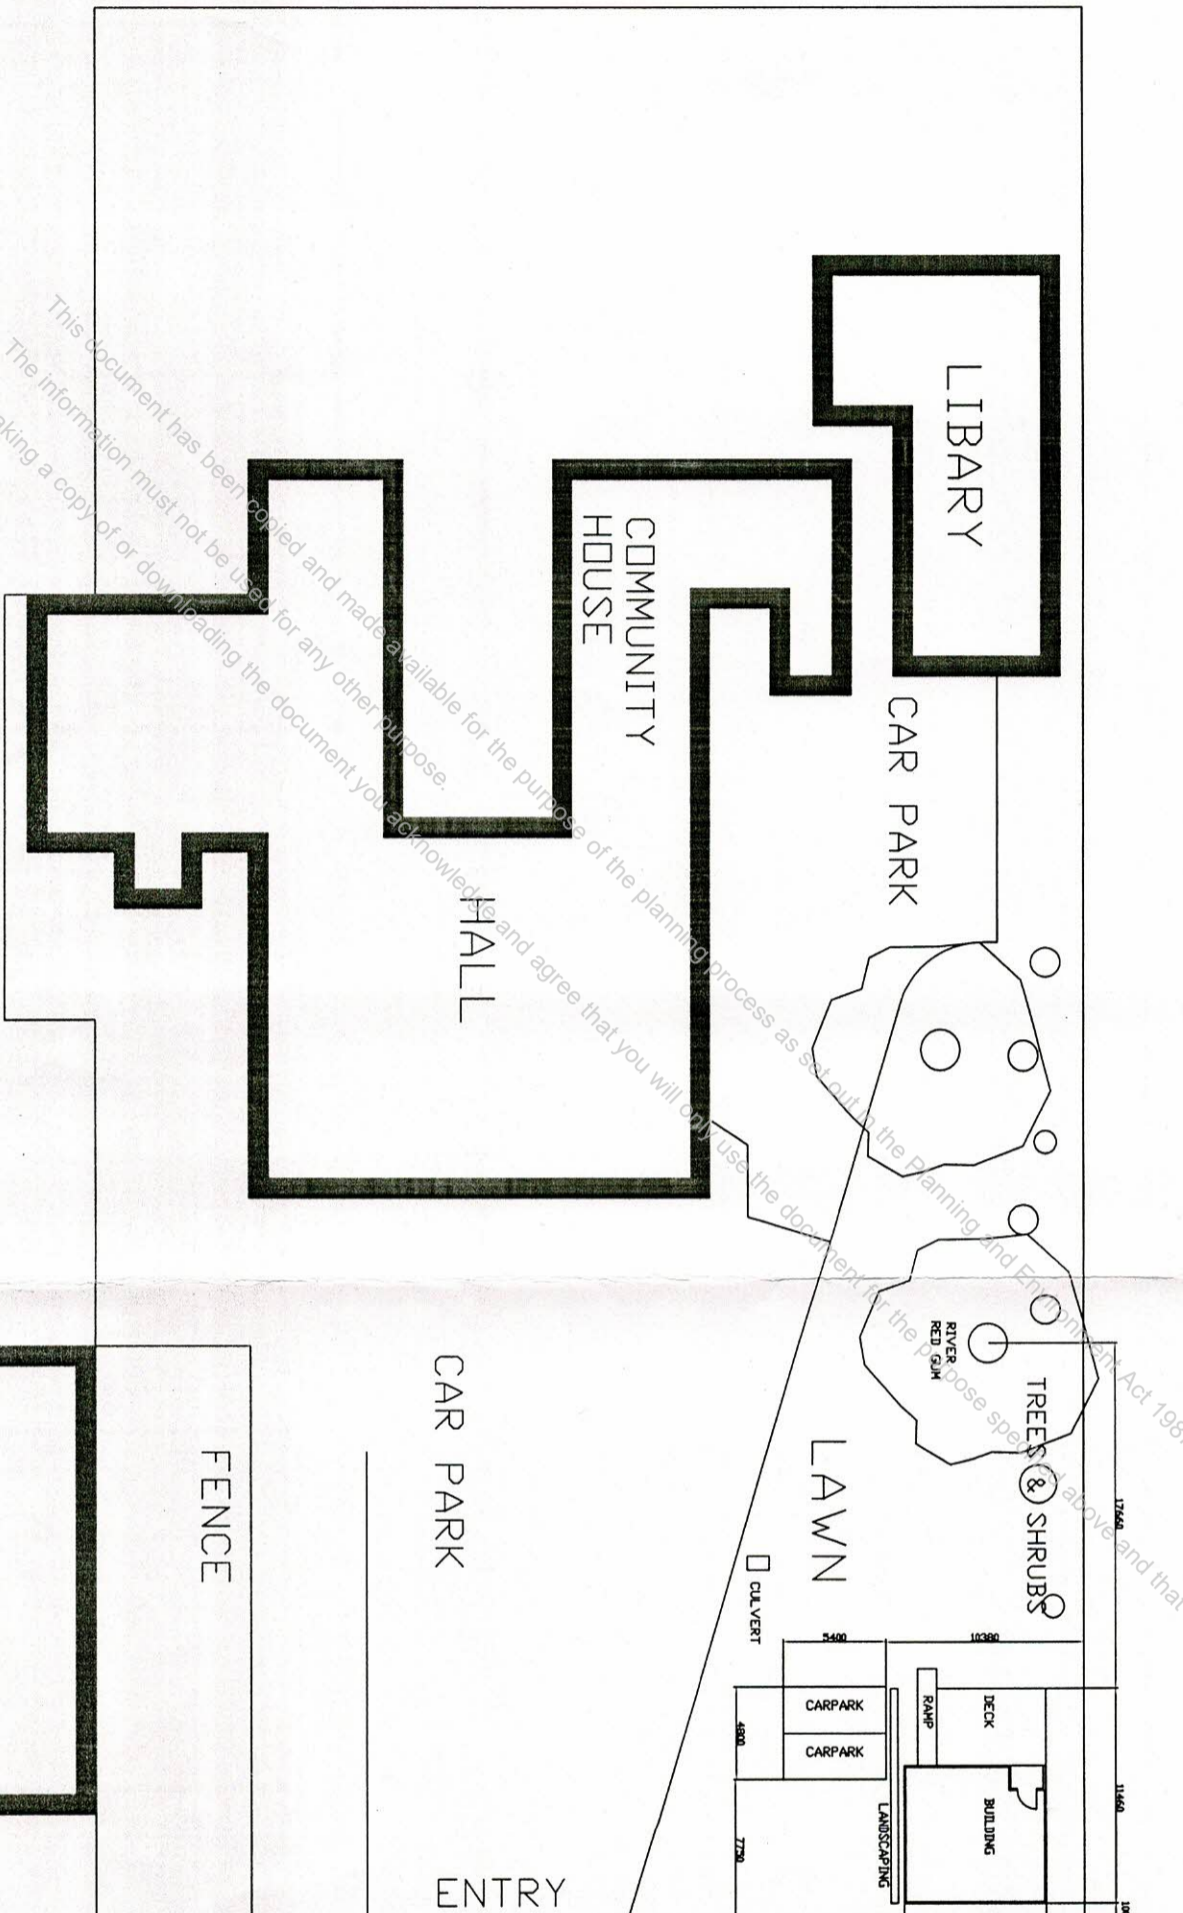 LIBARY
COMMUNITY
HOUSE
CAR PARK
HALL
RIVER
RED GUM
TREES & SHRUBS
17660
LAWN
CAR PARK
FENCE
CULVERT
5400
10380
CARPARK
CARPARK
4800
RAMP
DECK
BUILDING
11460
LANDSCAPING
7750
ENTRY
This document has been copied and made available for the purpose of the planning process as set out in the Planning and Environment Act 1987
The information must not be used for any other purpose.
aking a copy of or downloading the document you acknowledge and agree that you will only use the document for the purpose specified above and that